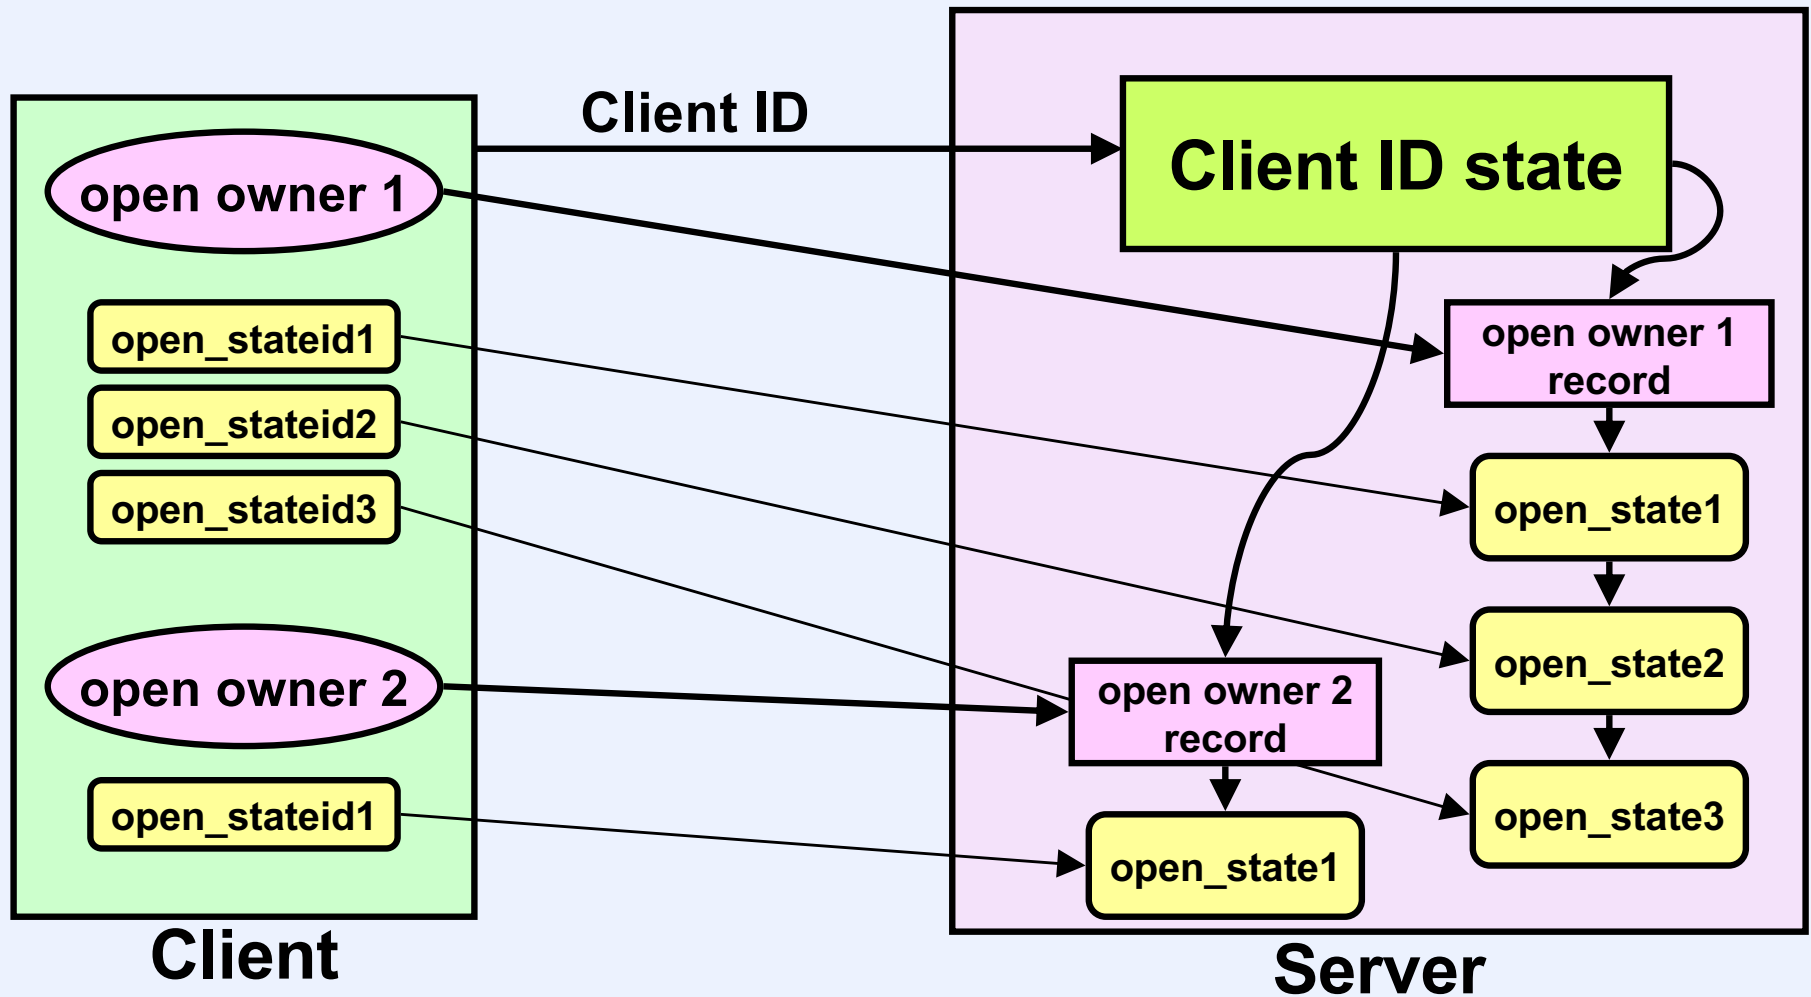 Client ID
Client ID state
open owner 1
open_stateid1
open_stateid2
open_stateid3
open owner 2
open_stateid1
Client
open owner 1
record
open_state1
open_state2
open_state3
open owner 2
record
open_state1
Server